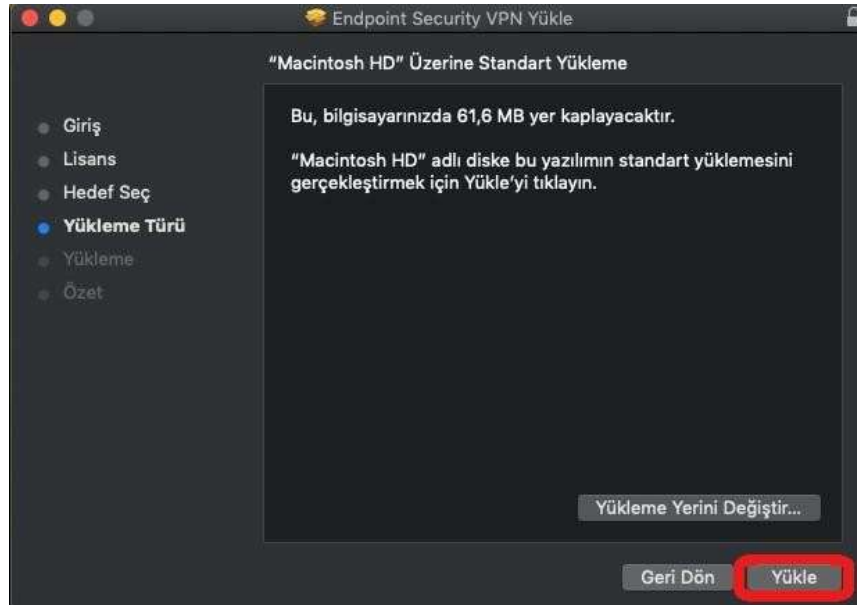 Endpoint Security VPN Yükle
“Macintosh HD” Üzerine Standart Yükleme
Giriş
Lisans
Hedef Seç
Yükleme Türü
Yükleme
Özet
Bu, bilgisayarınızda 61,6 MB yer kaplayacaktır.
“Macintosh HD” adlı diske bu yazılımın standart yüklemesini
gerçekleştirmek için Yükle’yi tıklayın.
Yükleme Yerini Değiştir...
Geri Dön
Yükle